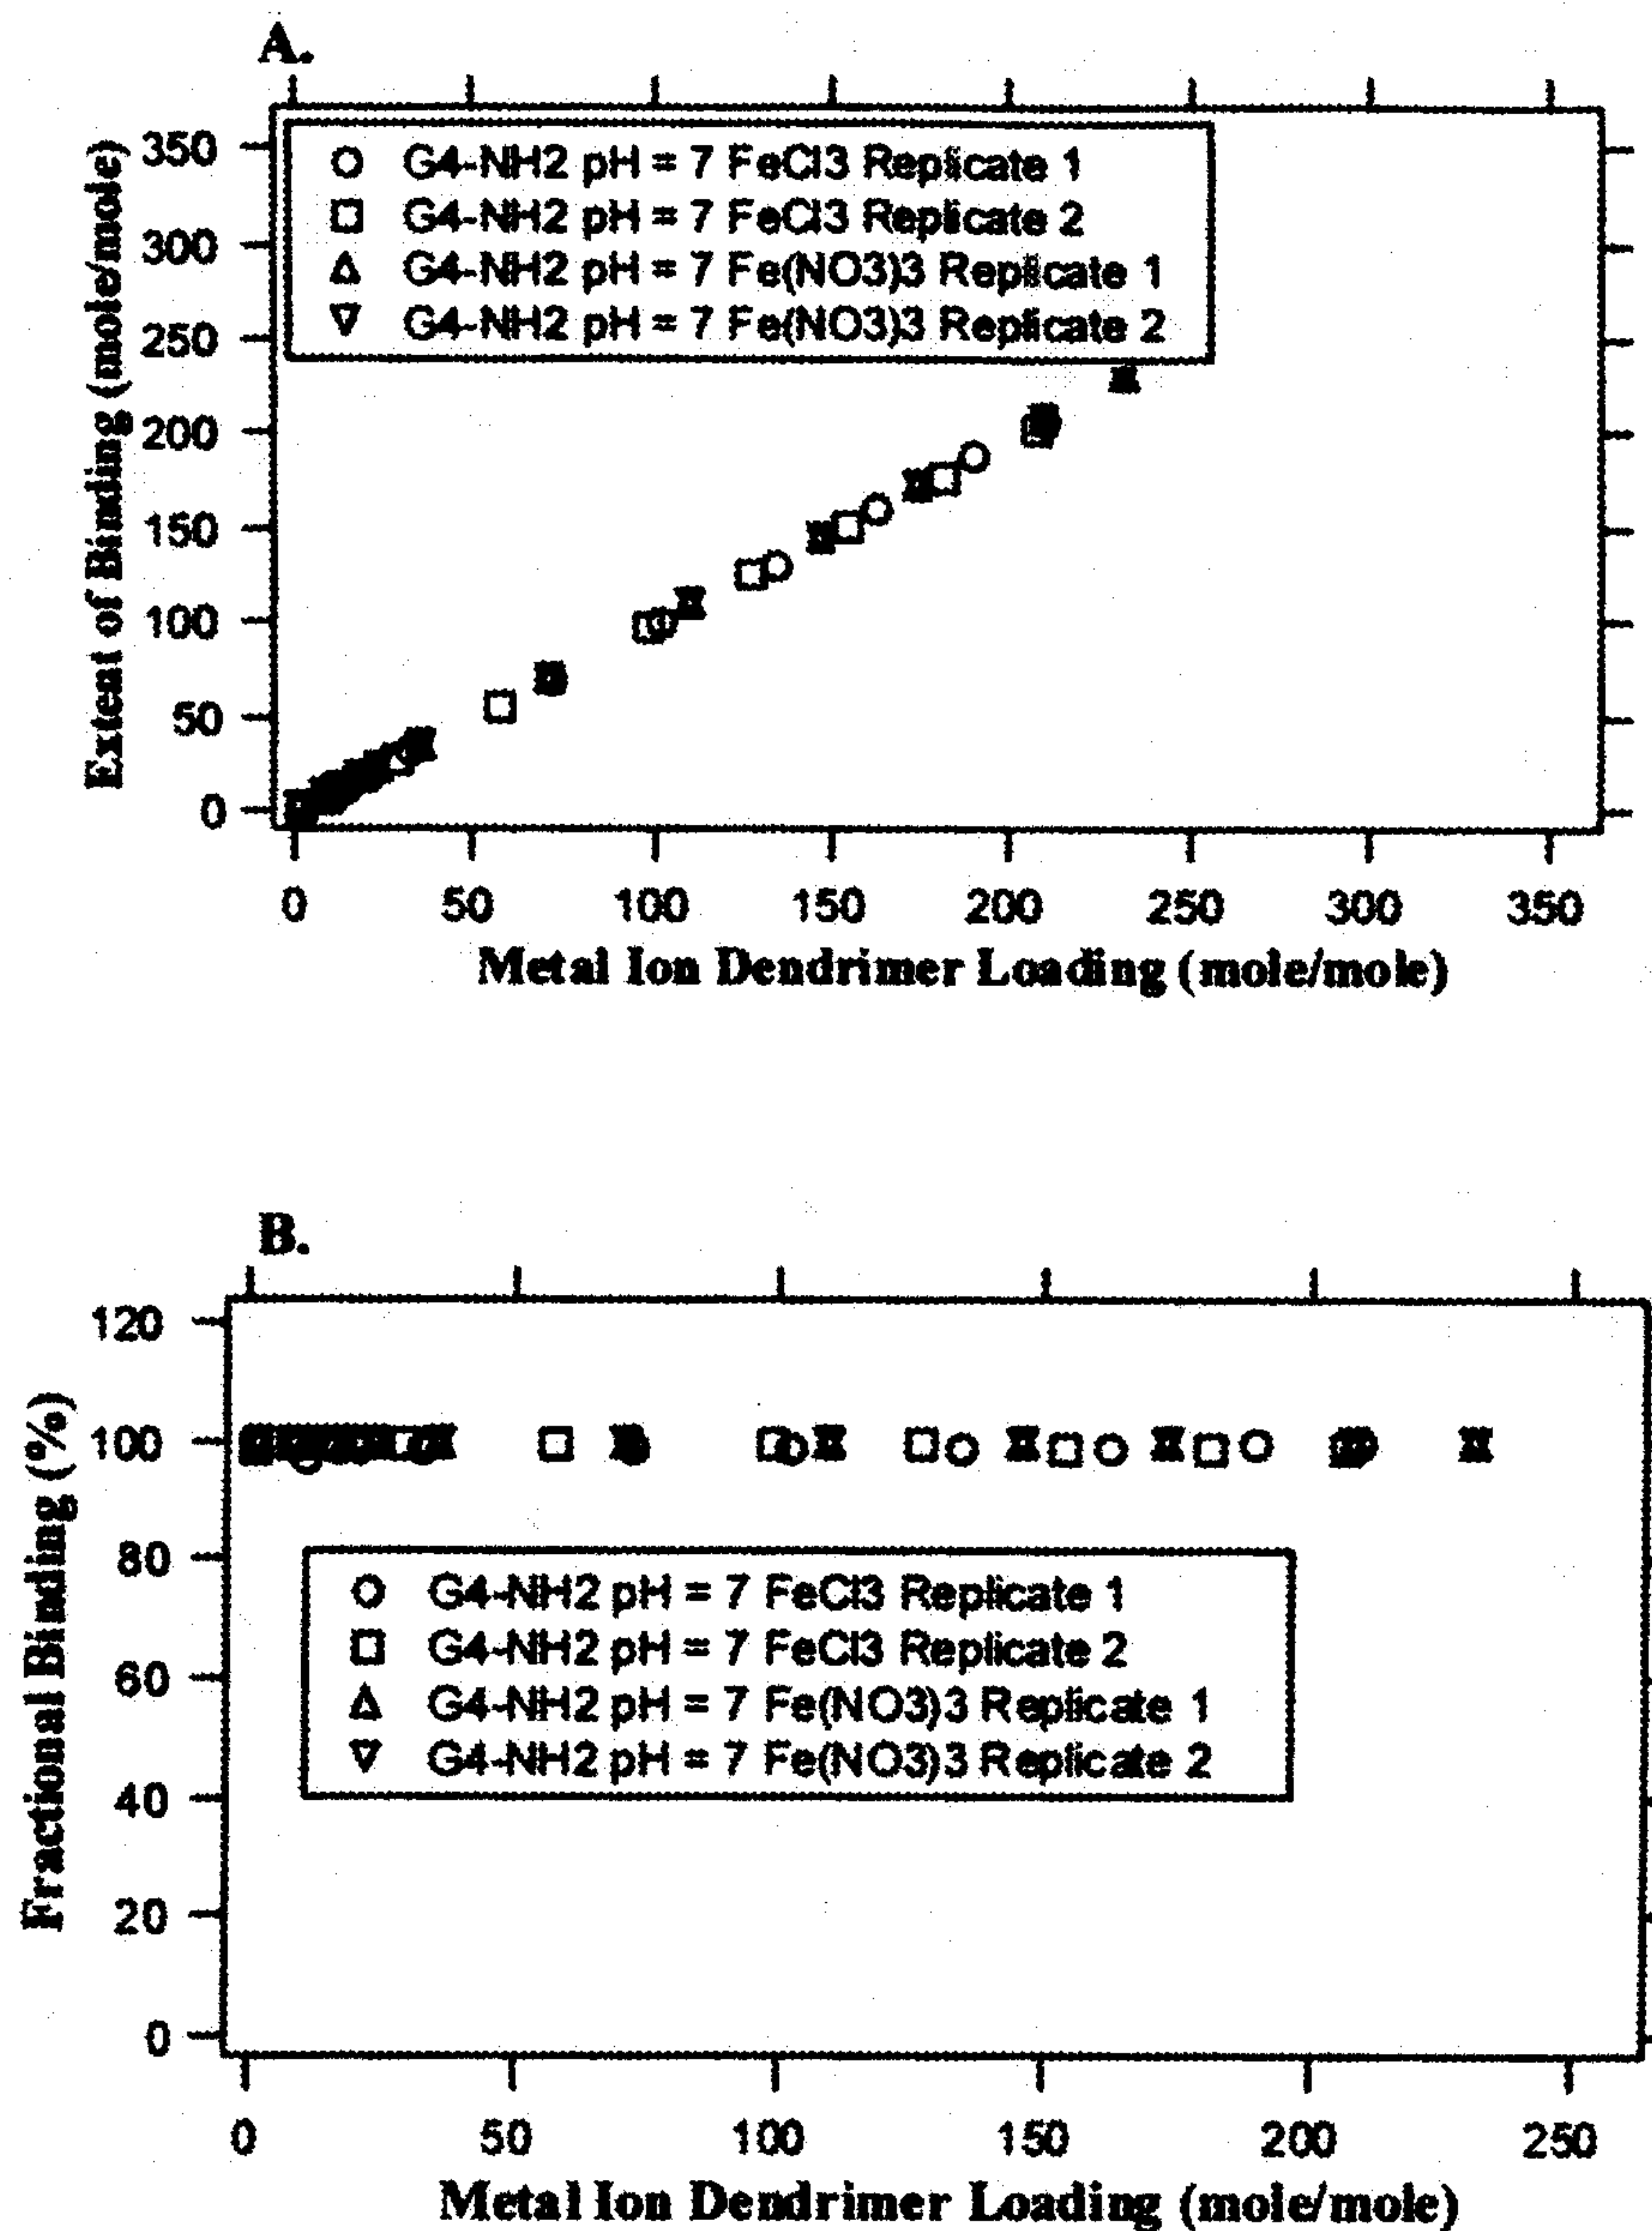 A.
350
300
250
200
150
100
50
0
Extent of Binding (mole/mole)
O G4-NH2 pH = 7 FeCl3 Replicate 1
□ G4-NH2 pH = 7 FeCl3 Replicate 2
△ G4-NH2 pH = 7 Fe(NO3)3 Replicate 1
▽ G4-NH2 pH = 7 Fe(NO3)3 Replicate 2
0 50 100 150 200 250 300 350
Metal Ion Dendrimer Loading (mole/mole)
B.
120
100
80
60
40
20
0
Fractional Binding (%)
O G4-NH2 pH = 7 FeCl3 Replicate 1
□ G4-NH2 pH = 7 FeCl3 Replicate 2
△ G4-NH2 pH = 7 Fe(NO3)3 Replicate 1
▽ G4-NH2 pH = 7 Fe(NO3)3 Replicate 2
0 50 100 150 200 250
Metal Ion Dendrimer Loading (mole/mole)